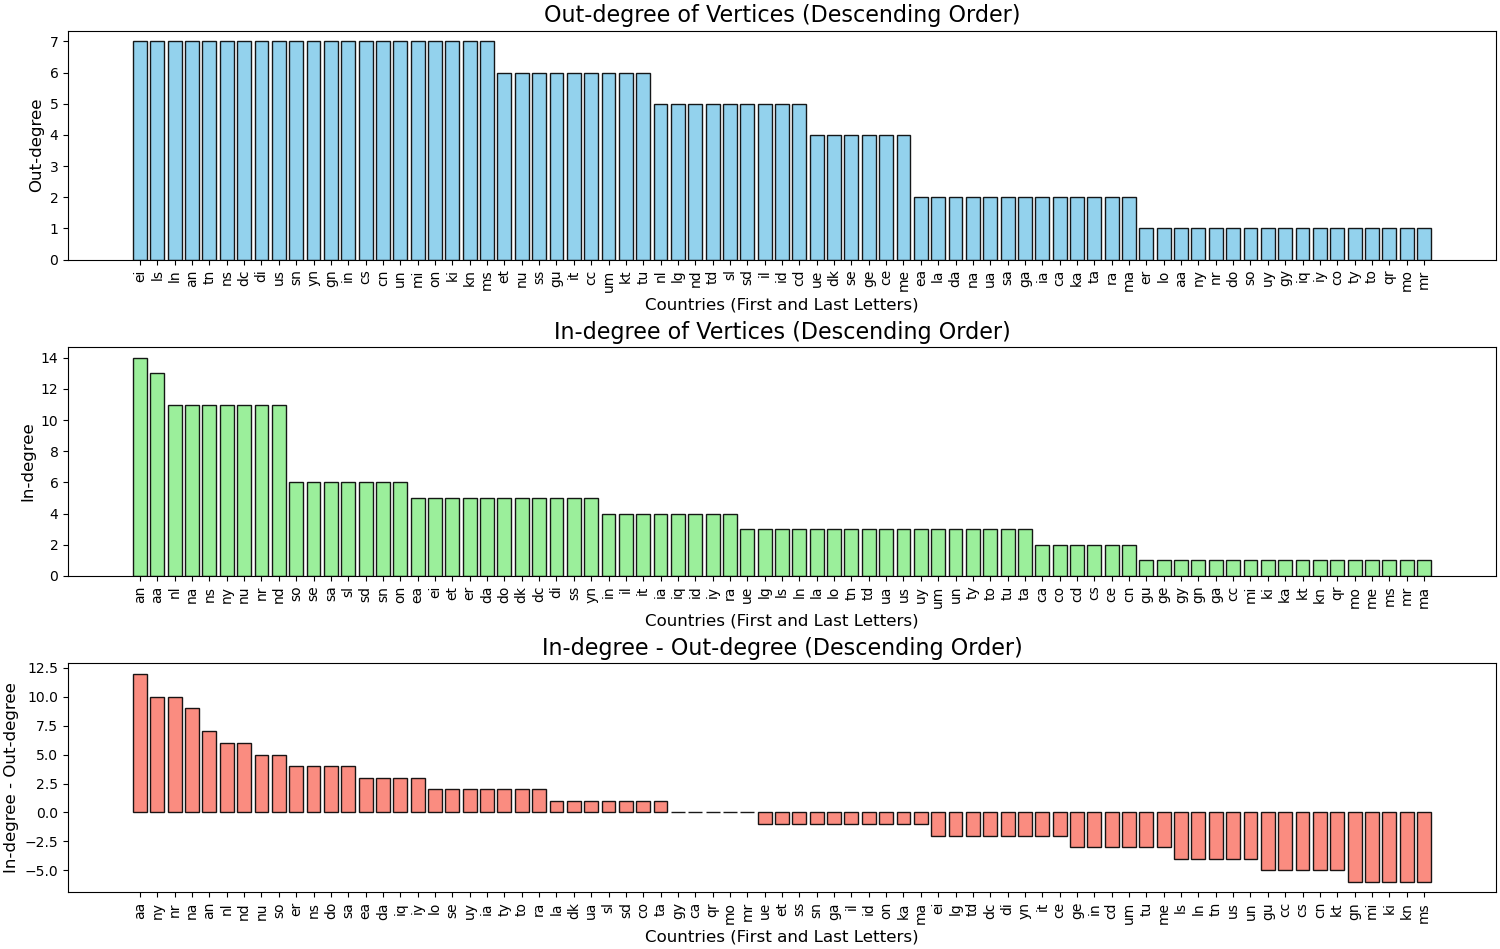 Out-degree of Vertices (Descending Order)
Out-degree
7
6
5
4
3
2
1
0
ei ls ln an tn ns dc di us sn yn gn in cs cn un mi on ki kn ms et nu ss gu it cc um kt tu nl lg nd td sl sd il id cd ue dk se ge ce me ea la da na ua sa ga ia ca ka ta ra ma er lo aa ny nr do so uy gy iq iy co ty to qr mo mr
Countries (First and Last Letters)
In-degree of Vertices (Descending Order)
In-degree
14
12
10
8
6
4
2
0
an aa nl na ns ny nu nr nd so se sa sl sd sn on ea ei et er da do dk dc di ss yn in il it ia iq id iy ra ue lg ls ln la lo tn td ua us uy um un ty to tu ta ca co cd cs ce cn gu ge gy gn ga cc mi ki ka kt kn qr mo me ms mr ma
Countries (First and Last Letters)
In-degree - Out-degree (Descending Order)
In-degree - Out-degree
12.5
10.0
7.5
5.0
2.5
0.0
−2.5
−5.0
aa ny nr na an nl nd nu so er ns do sa ea da iq iy lo se uy ia ty to ra la dk ua sl sd co ta gy ca qr mo mr ue et ss sn ga il id on ka ma ei lg td dc di yn it ce ge in cd um tu me ls ln tn us un gu cc cs cn kt gn mi ki kn ms
Countries (First and Last Letters)